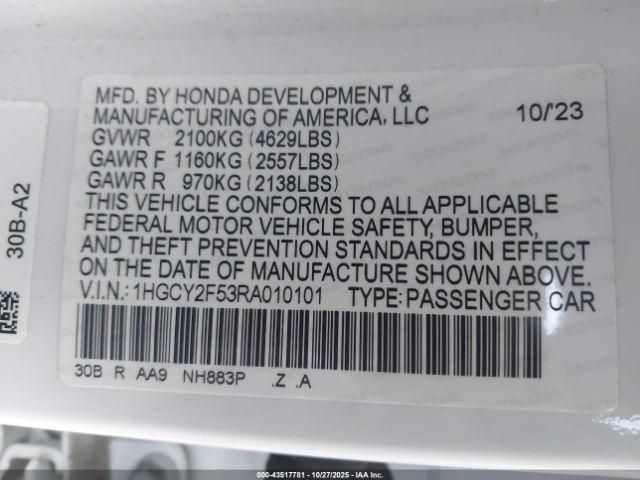 MFD. BY HONDA DEVELOPMENT &
MANUFACTURING OF AMERICA, LLC 10/'23
GVWR 2100KG (4629LBS)
GAWR F 1160KG (2557LBS)
GAWR R 970KG (2138LBS)
THIS VEHICLE CONFORMS TO ALL APPLICABLE
FEDERAL MOTOR VEHICLE SAFETY, BUMPER,
AND THEFT PREVENTION STANDARDS IN EFFECT
ON THE DATE OF MANUFACTURE SHOWN ABOVE.
V.I.N.: 1HGCY2F53RA010101 TYPE: PASSENGER CAR
30B R AA9 NH883P .Z .A
30B-A2
000-43517781 - 10/27/2025 - IAA Inc.